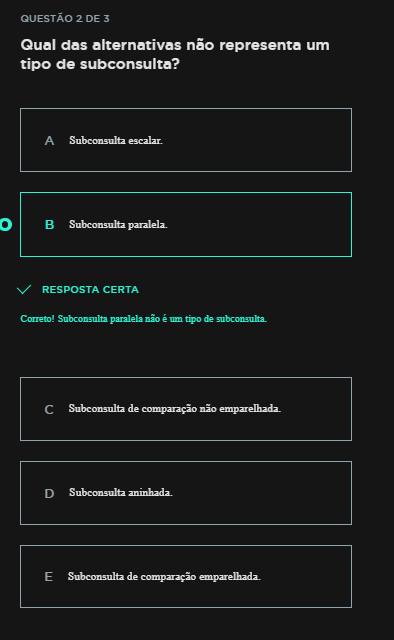 QUESTÃO 2 DE 3
Qual das alternativas não representa um
tipo de subconsulta?
A Subconsulta escalar.
B Subconsulta paralela.
RESPOSTA CERTA
Correto! Subconsulta paralela não é um tipo de subconsulta.
C Subconsulta de comparação não emparelhada.
D Subconsulta aninhada.
E Subconsulta de comparação emparelhada.